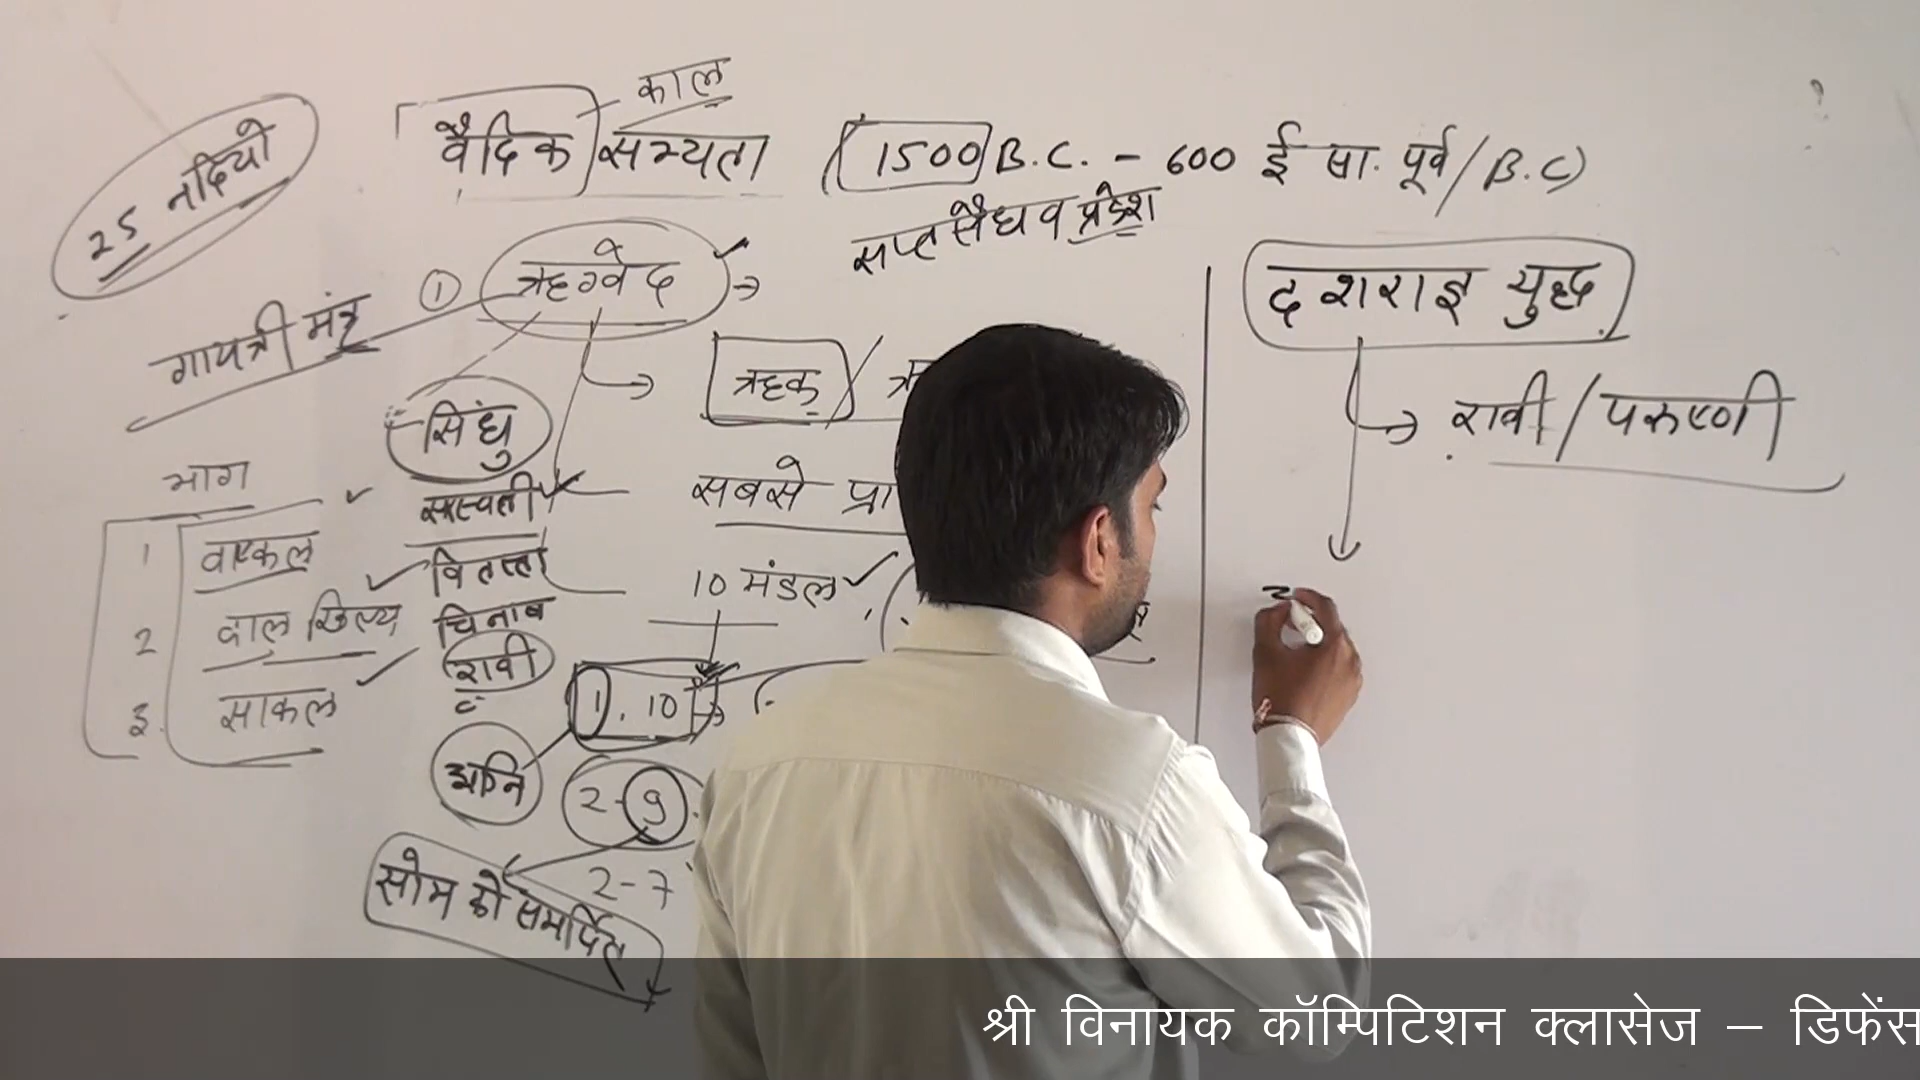 काल
वैदिक सभ्यता (1500 B.C. - 600 ई सा. पूर्व / B.C)
25 नदियो
सप्त सैंधव प्रदेश
① ऋग्वेद →
दशराज्ञ युद्ध
गायत्री मंत्र
ऋक /
→ रावी / परुष्णी
सिंधु
भाग
सरस्वती
सबसे प्रा
1 वाष्कल
वितस्ता
10 मंडल
2 वाल खिल्य
चिनाब
रावी
3. साकल
1, 10 →
अग्नि
2-9
2-7
सोम को समर्पित
श्री विनायक कॉम्पिटिशन क्लासेज – डिफेंस